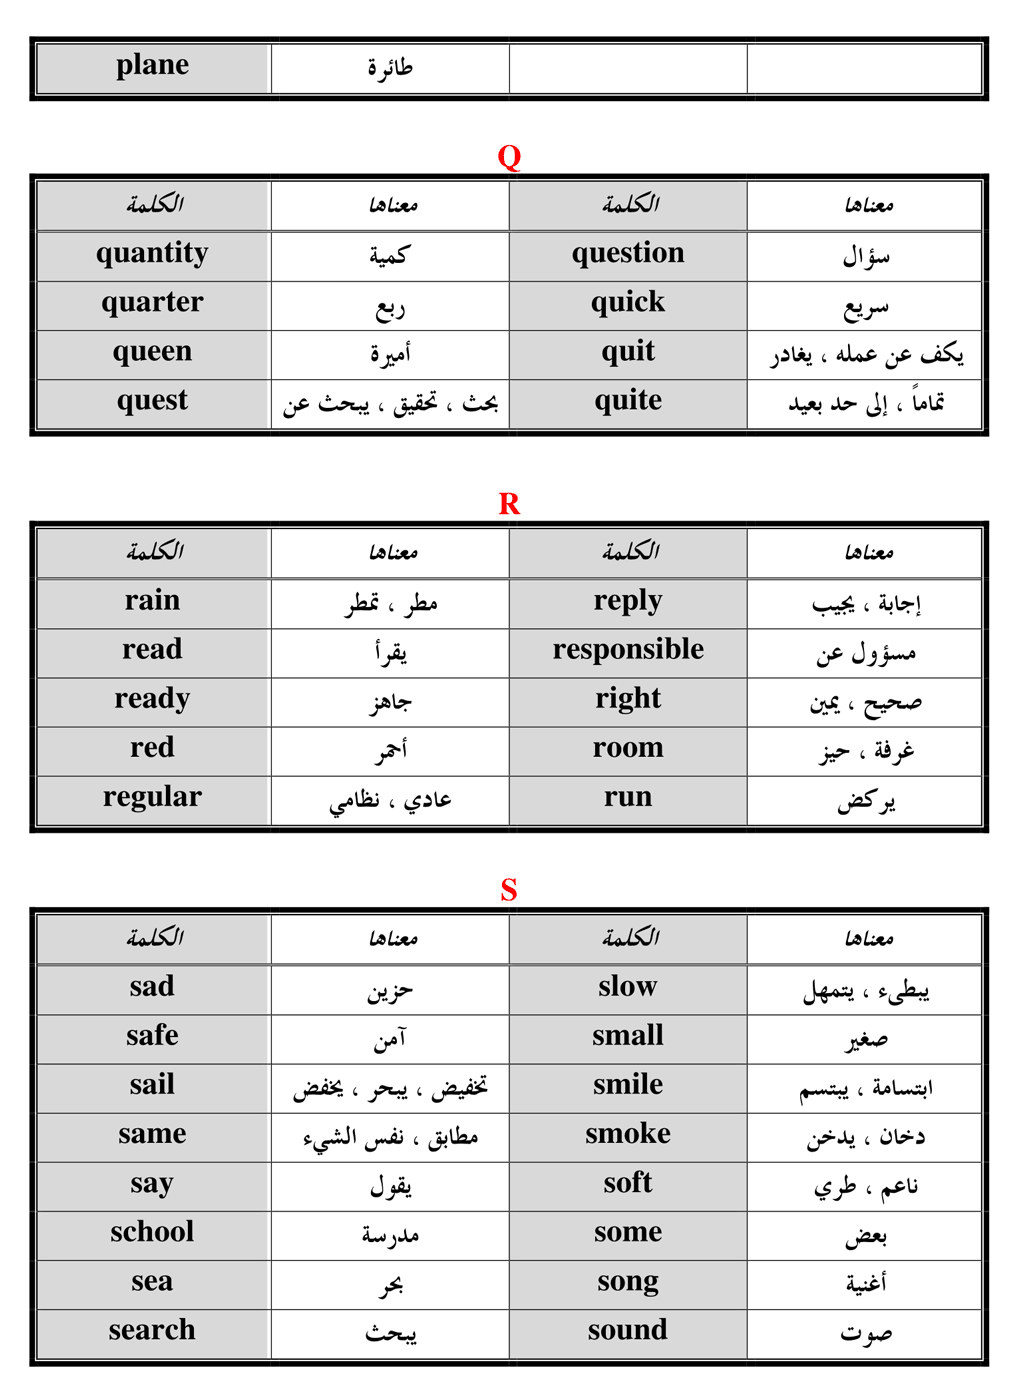 plane طائرة
Q
الكلمة معناها الكلمة معناها
quantity كمية question سؤال
quarter ربع quick سريع
queen أميرة quit يكف عن عمله ، يغادر
quest بحث ، تحقيق ، يبحث عن quite تماماً ، إلى حد بعيد
R
الكلمة معناها الكلمة معناها
rain مطر ، تمطر reply إجابة ، يجيب
read يقرأ responsible مسؤول عن
ready جاهز right صحيح ، يمين
red أحمر room غرفة ، حيز
regular عادي ، نظامي run يركض
S
الكلمة معناها الكلمة معناها
sad حزين slow يبطىء ، يتمهل
safe آمن small صغير
sail تخفيض ، يبحر ، يخفض smile ابتسامة ، يبتسم
same مطابق ، نفس الشيء smoke دخان ، يدخن
say يقول soft ناعم ، طري
school مدرسة some بعض
sea بحر song أغنية
search يبحث sound صوت